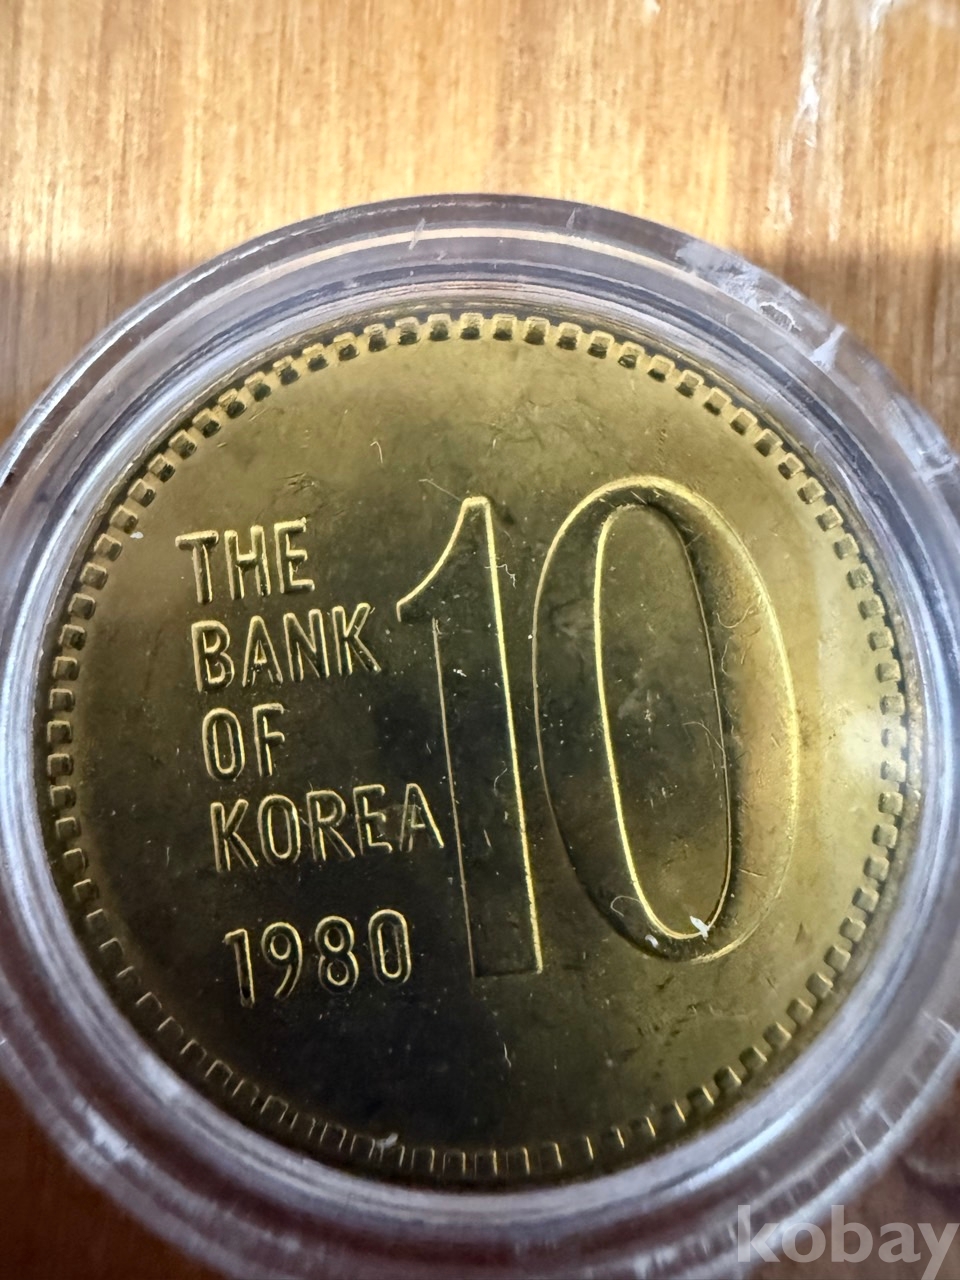 THE
BANK
OF
KOREA
1980
10
kobay